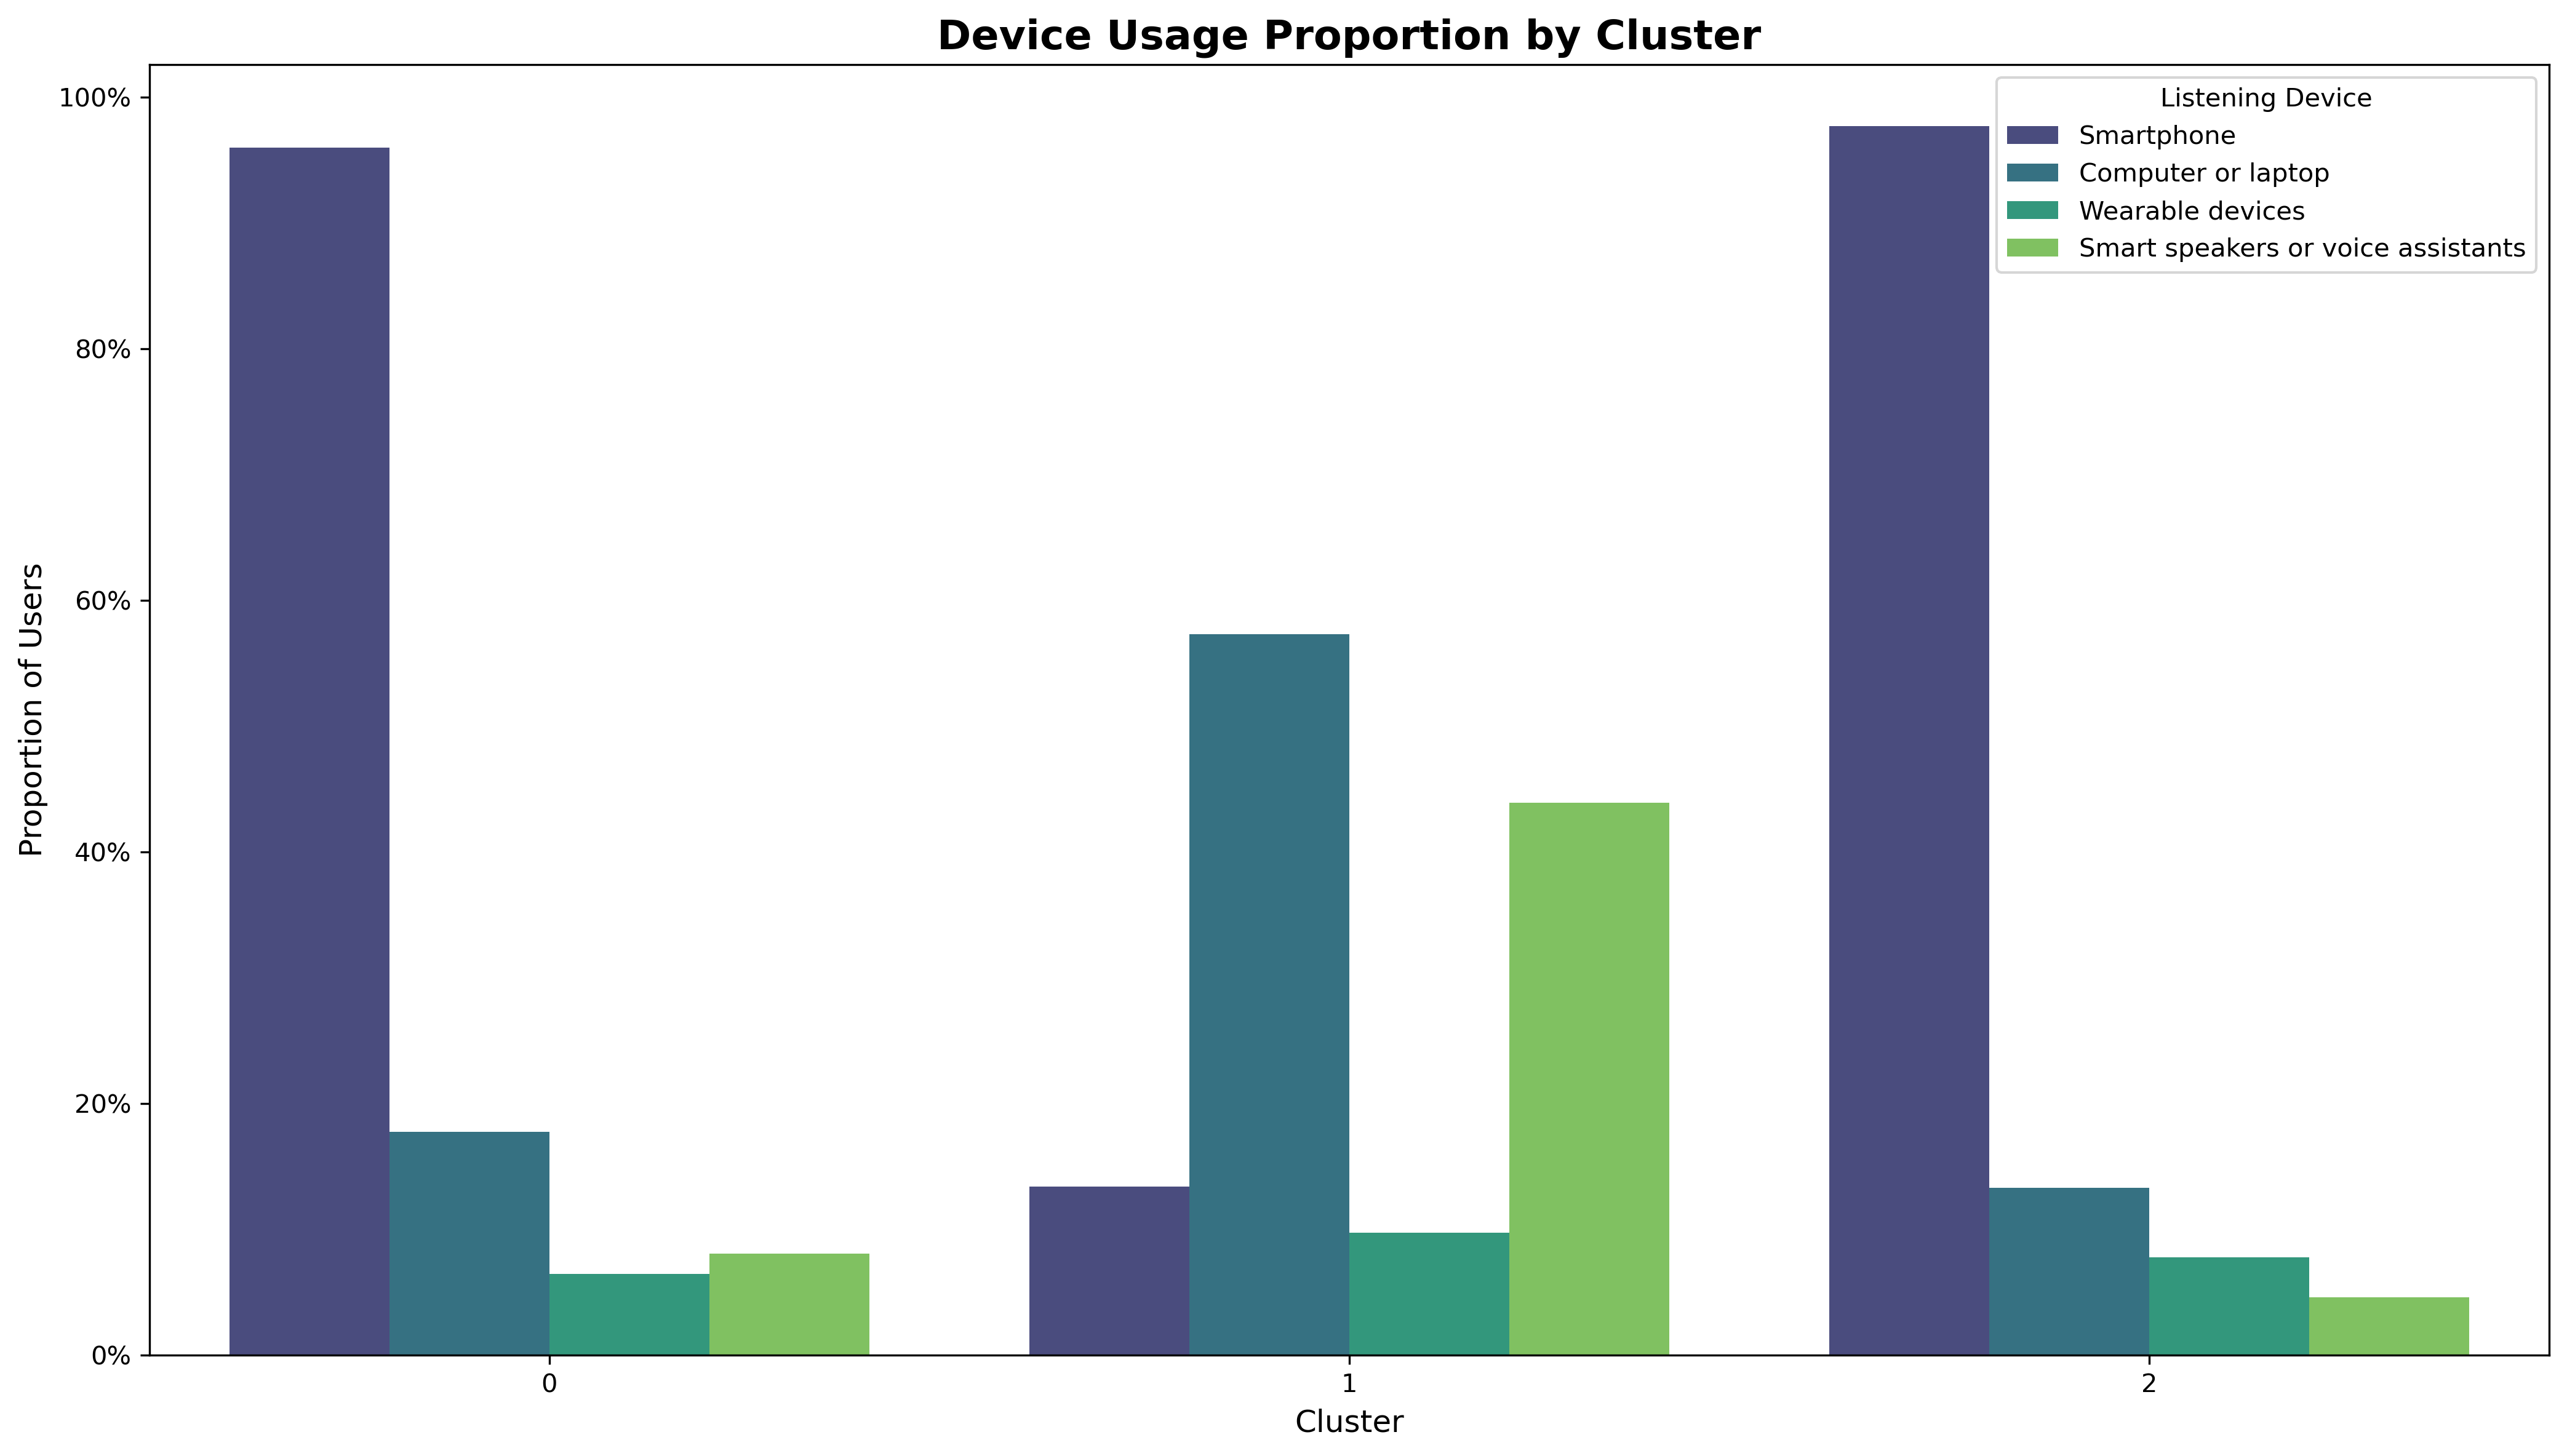 Device Usage Proportion by Cluster
Listening Device
Smartphone
Computer or laptop
Wearable devices
Smart speakers or voice assistants
Proportion of Users
100%
80%
60%
40%
20%
0%
0
1
2
Cluster